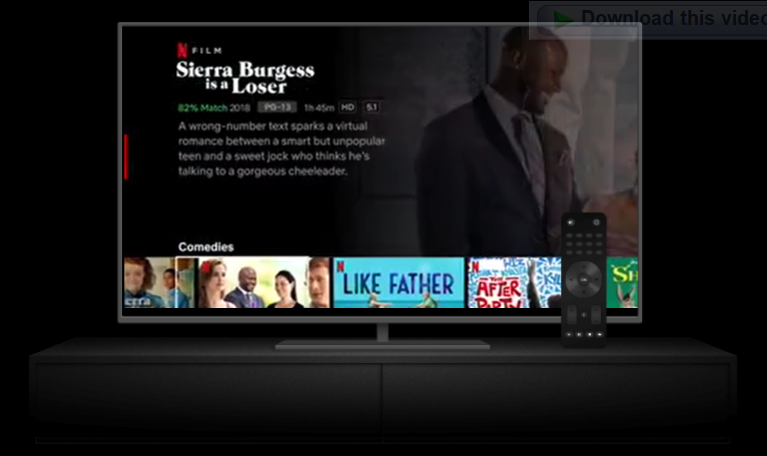 Download this video
N FILM
Sierra Burgess
is a Loser
82% Match 2018 PG-13 1h 45m HD 5.1
A wrong-number text sparks a virtual
romance between a smart but unpopular
teen and a sweet jock who thinks he's
talking to a gorgeous cheeleader.
Comedies
LIKE FATHER
THE
AFTER
PARTY
SH